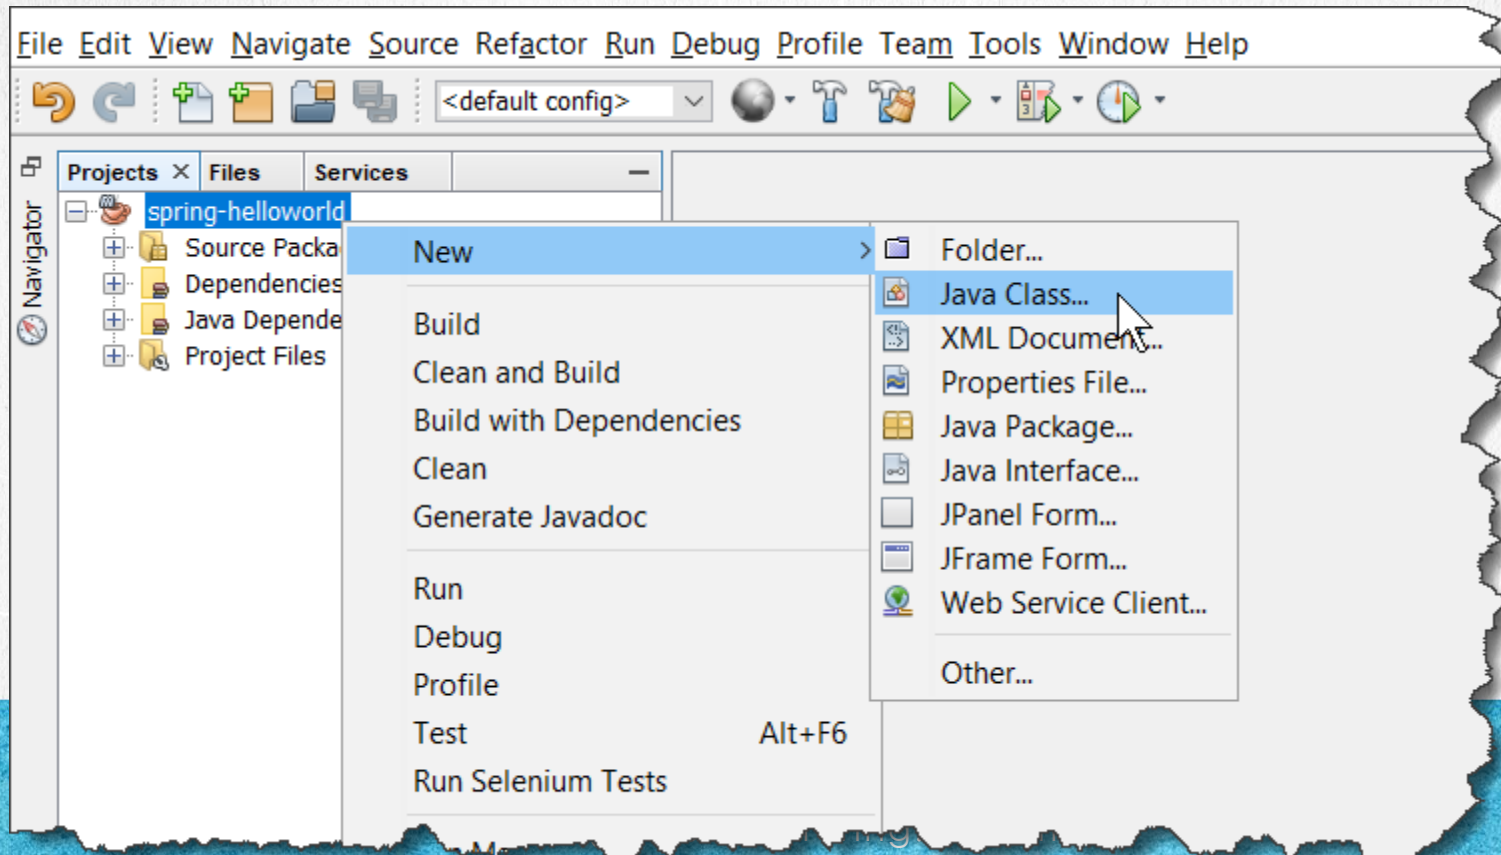 File Edit View Navigate Source Refactor Run Debug Profile Team Tools Window Help
<default config>
Projects Files Services
Navigator
spring-helloworld
Source Packa
Dependencies
Java Depende
Project Files
New
Build
Clean and Build
Build with Dependencies
Clean
Generate Javadoc
Run
Debug
Profile
Test Alt+F6
Run Selenium Tests
Folder...
Java Class...
XML Document...
Properties File...
Java Package...
Java Interface...
JPanel Form...
JFrame Form...
Web Service Client...
Other...